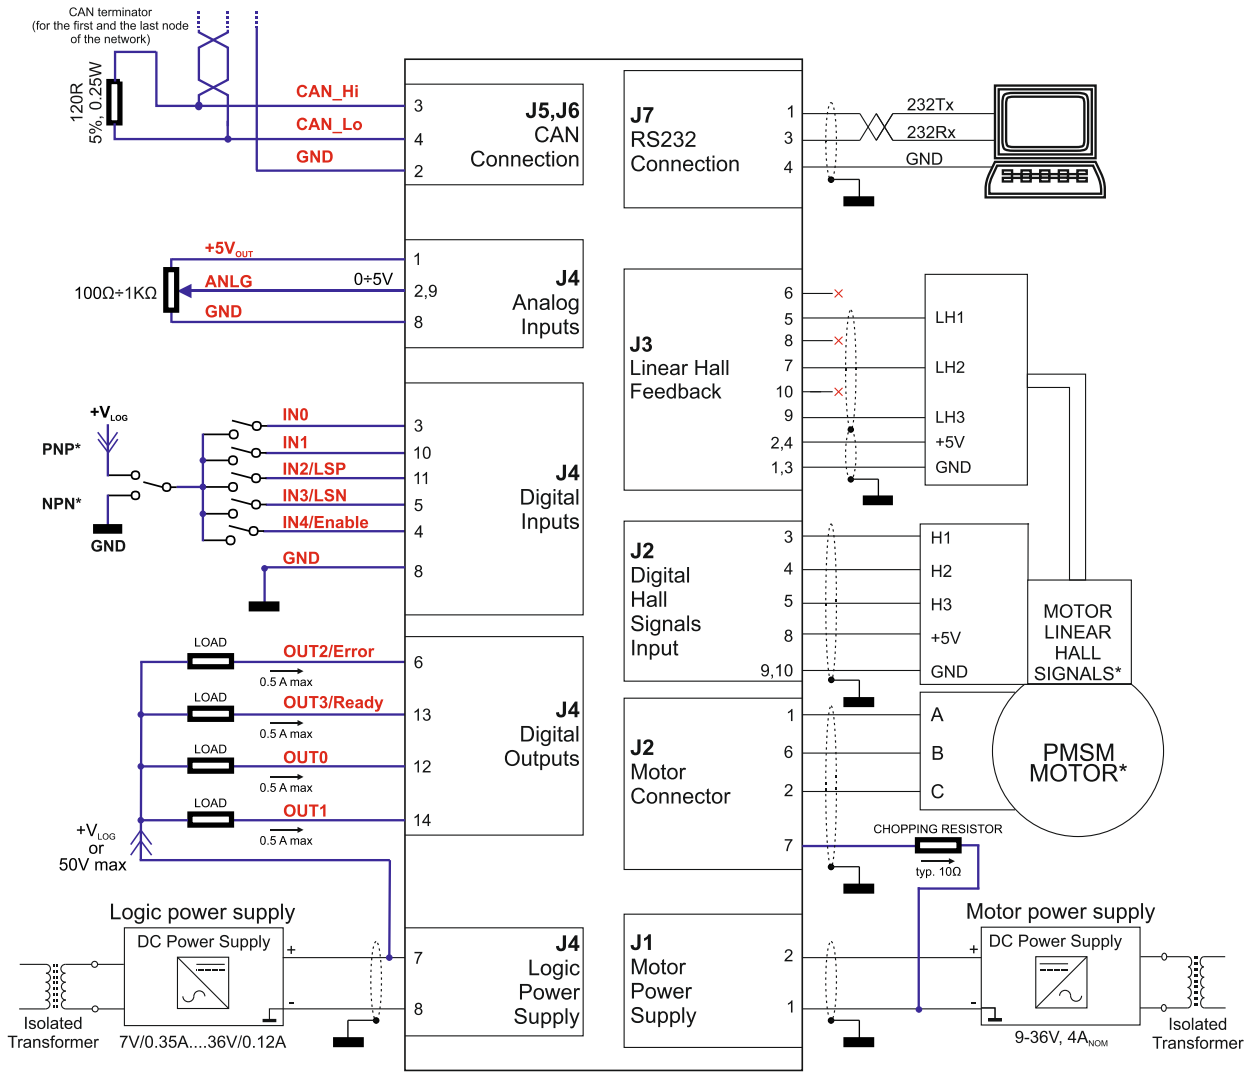 CAN terminator
(for the first and the last node
of the network)
120R
5%, 0.25W
CAN_Hi
CAN_Lo
GND
3
4
2
J5,J6
CAN
Connection
J7
RS232
Connection
1
3
4
232Tx
232Rx
GND
+5VOUT
ANLG
GND
0÷5V
100Ω÷1KΩ
1
2,9
8
J4
Analog
Inputs
J3
Linear Hall
Feedback
6
5
8
7
10
9
2,4
1,3
LH1
LH2
LH3
+5V
GND
+VLOG
PNP*
NPN*
GND
IN0
IN1
IN2/LSP
IN3/LSN
IN4/Enable
GND
3
10
11
5
4
8
J4
Digital
Inputs
J2
Digital
Hall
Signals
Input
3
4
5
8
9,10
H1
H2
H3
+5V
GND
MOTOR
LINEAR
HALL
SIGNALS*
LOAD
OUT2/Error
0.5 A max
LOAD
OUT3/Ready
0.5 A max
LOAD
OUT0
0.5 A max
LOAD
OUT1
0.5 A max
+VLOG
or
50V max
6
13
12
14
J4
Digital
Outputs
J2
Motor
Connector
1
6
2
7
A
B
C
PMSM
MOTOR*
CHOPPING RESISTOR
typ. 10Ω
Logic power supply
DC Power Supply
+
-
Isolated
Transformer
7V/0.35A....36V/0.12A
7
8
J4
Logic
Power
Supply
J1
Motor
Power
Supply
2
1
Motor power supply
DC Power Supply
+
-
9-36V, 4ANOM
Isolated
Transformer